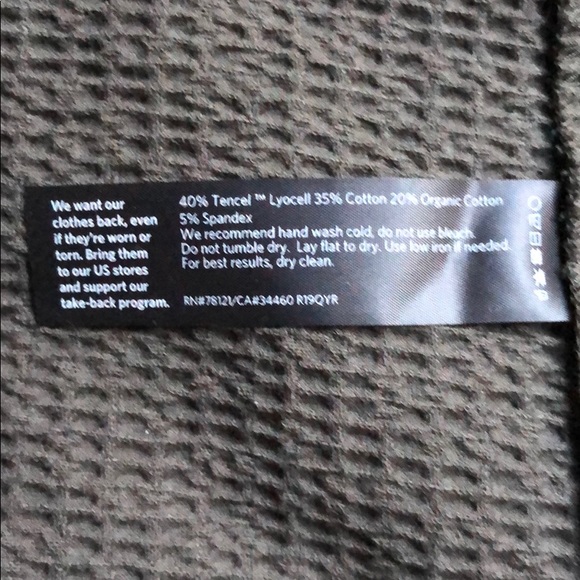 We want our
clothes back, even
if they're worn or
torn. Bring them
to our US stores
and support our
take-back program.
40% Tencel ™ Lyocell 35% Cotton 20% Organic Cotton
5% Spandex
We recommend hand wash cold, do not use bleach.
Do not tumble dry. Lay flat to dry. Use low iron if needed.
For best results, dry clean.
RN#78121/CA#34460 R19QYR